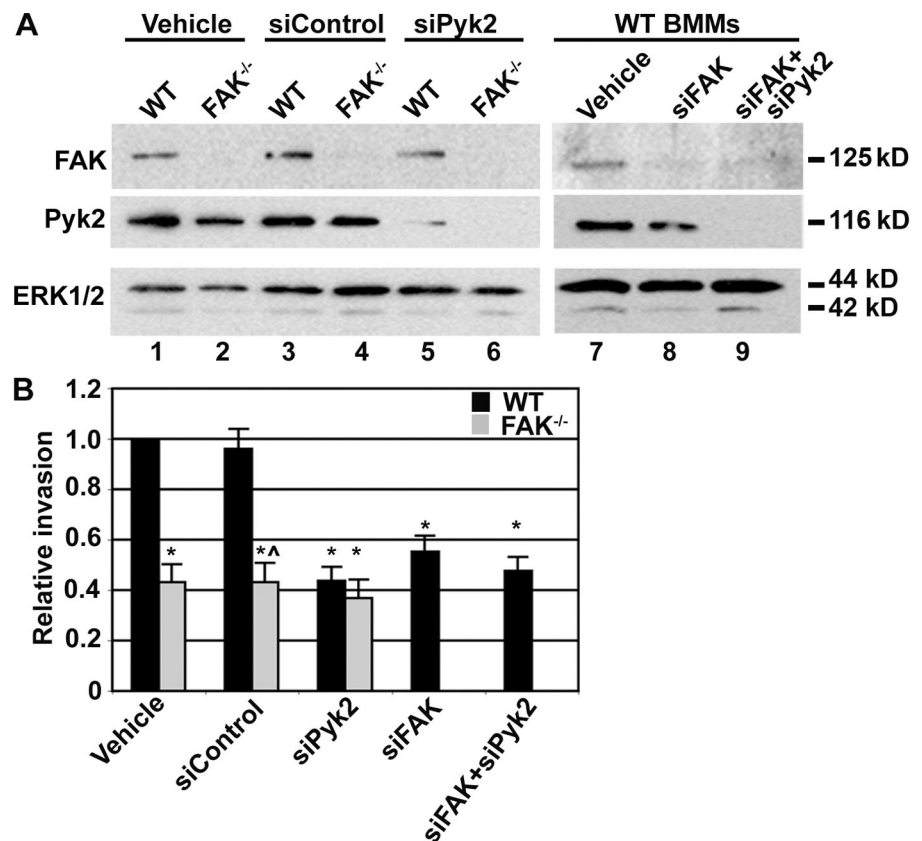 A
Vehicle siControl siPyk2 WT BMMs
WT FAK-/- WT FAK-/- WT FAK-/- Vehicle siFAK siFAK+ siPyk2
FAK 125 kD
Pyk2 116 kD
ERK1/2 44 kD
42 kD
1 2 3 4 5 6 7 8 9
B
1.2
WT
FAK-/-
1.0
0.8
0.6
* *^ * * * *
0.4
0.2
0
Relative invasion
Vehicle siControl siPyk2 siFAK siFAK+siPyk2